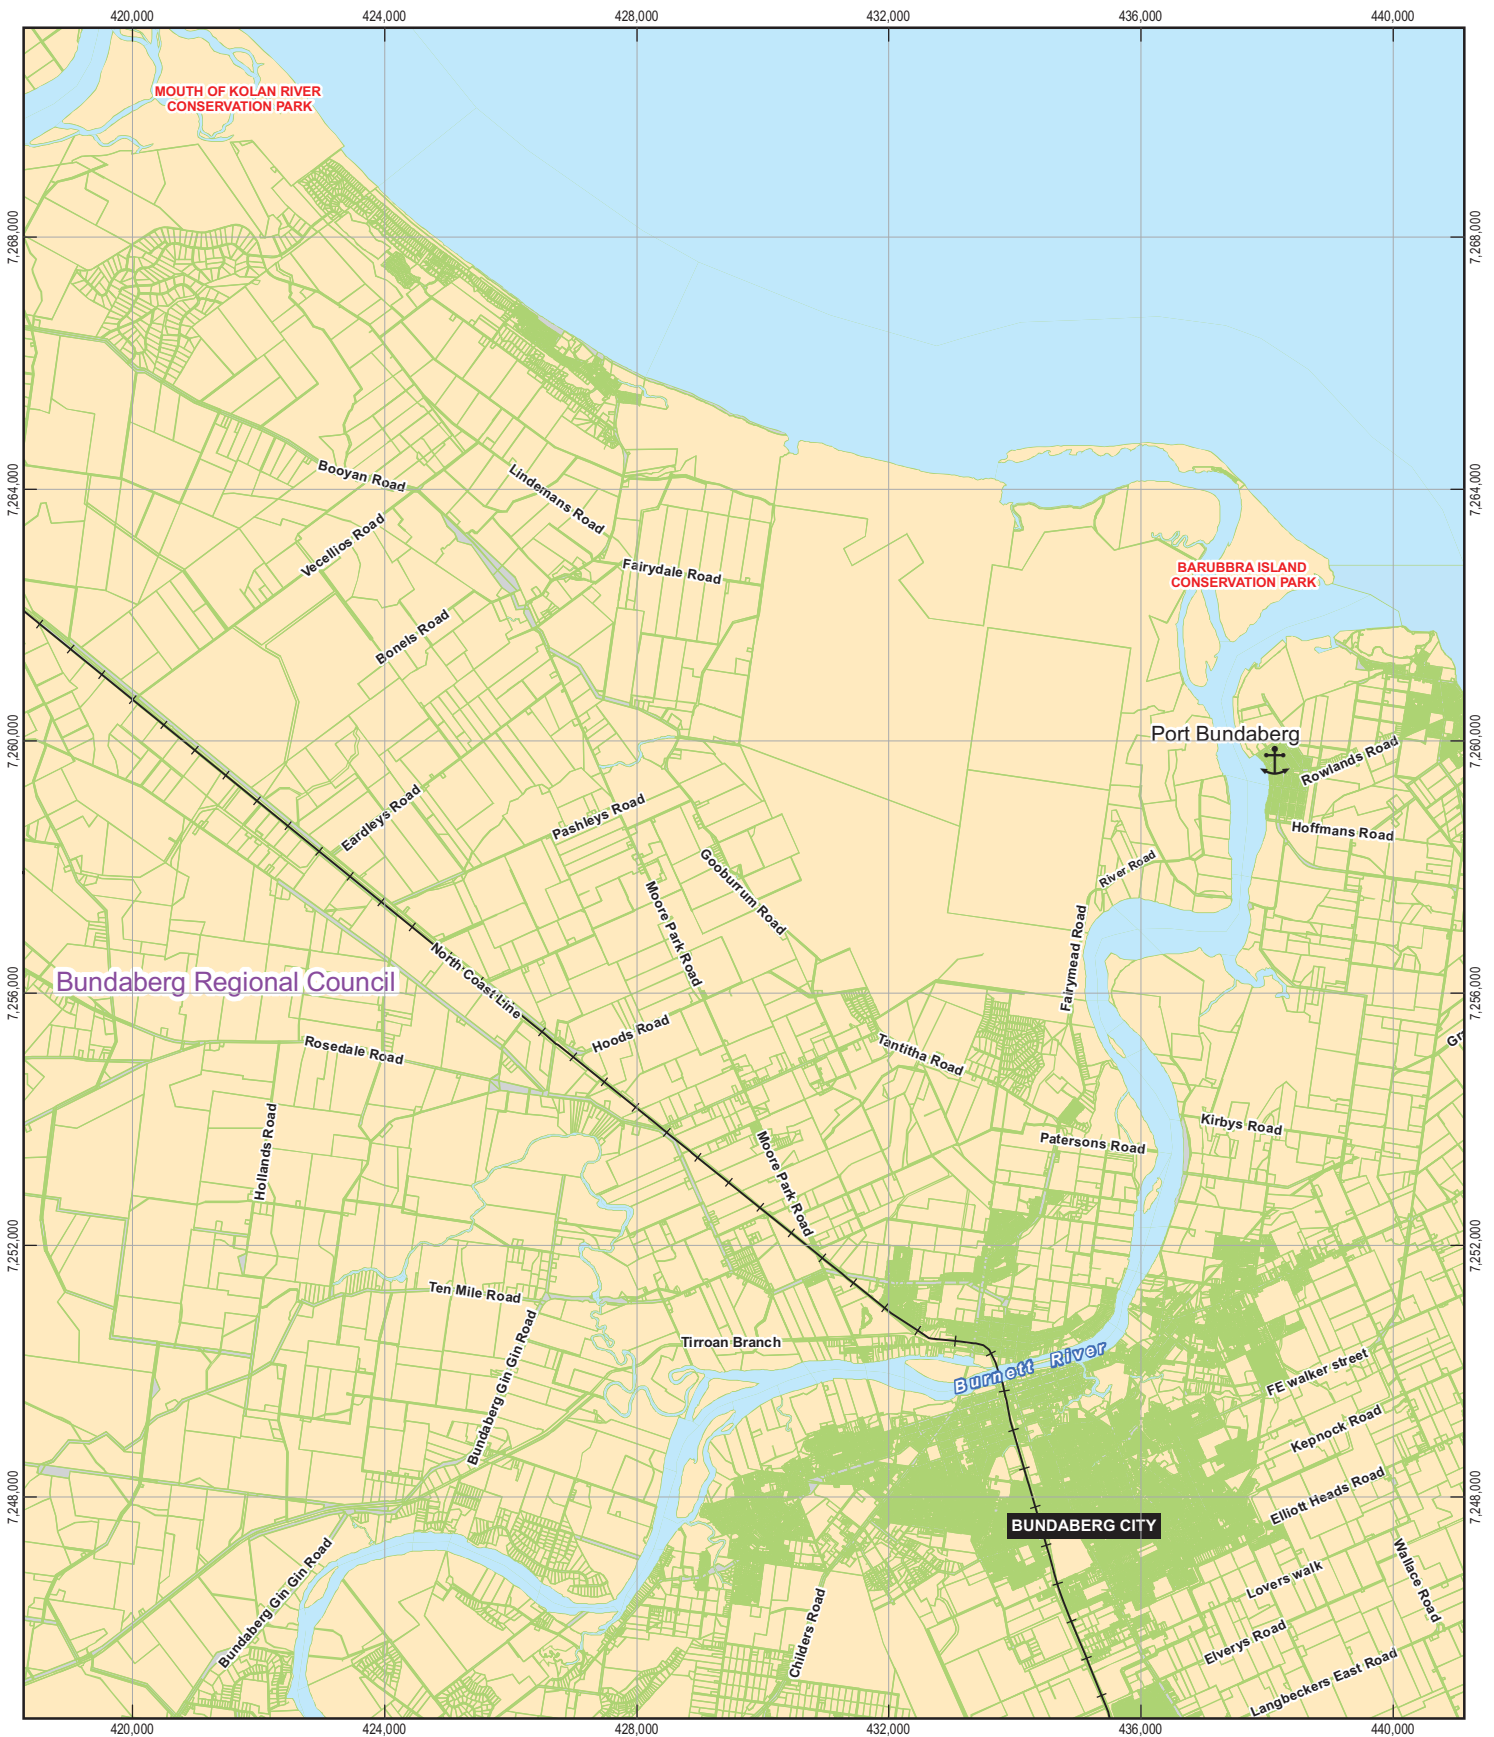 420,000 424,000 428,000 432,000 436,000 440,000
MOUTH OF KOLAN RIVER
CONSERVATION PARK
7,268,000 7,268,000
Booyan Road
Lindemans Road
7,264,000 7,264,000
Vecellios Road
Fairydale Road
BARUBBRA ISLAND
CONSERVATION PARK
Bonels Road
7,260,000 7,260,000
Port Bundaberg
Rowlands Road
Eardleys Road
Pashleys Road
Hoffmans Road
Gooburrum Road
River Road
Moore Park Road
Fairymead Road
North Coast Line
Bundaberg Regional Council
7,256,000 7,256,000
Hoods Road
Rosedale Road
Tantitha Road
Gr
Hollands Road
Kirbys Road
Patersons Road
Moore Park Road
7,252,000 7,252,000
Ten Mile Road
Tirroan Branch
Bundaberg Gin Gin Road
Burnett River
FE walker street
Kepnock Road
Elliott Heads Road
7,248,000 7,248,000
BUNDABERG CITY
Bundaberg Gin Gin Road
Lovers walk
Wallace Road
Childers Road
Elverys Road
Langbeckers East Road
420,000 424,000 428,000 432,000 436,000 440,000